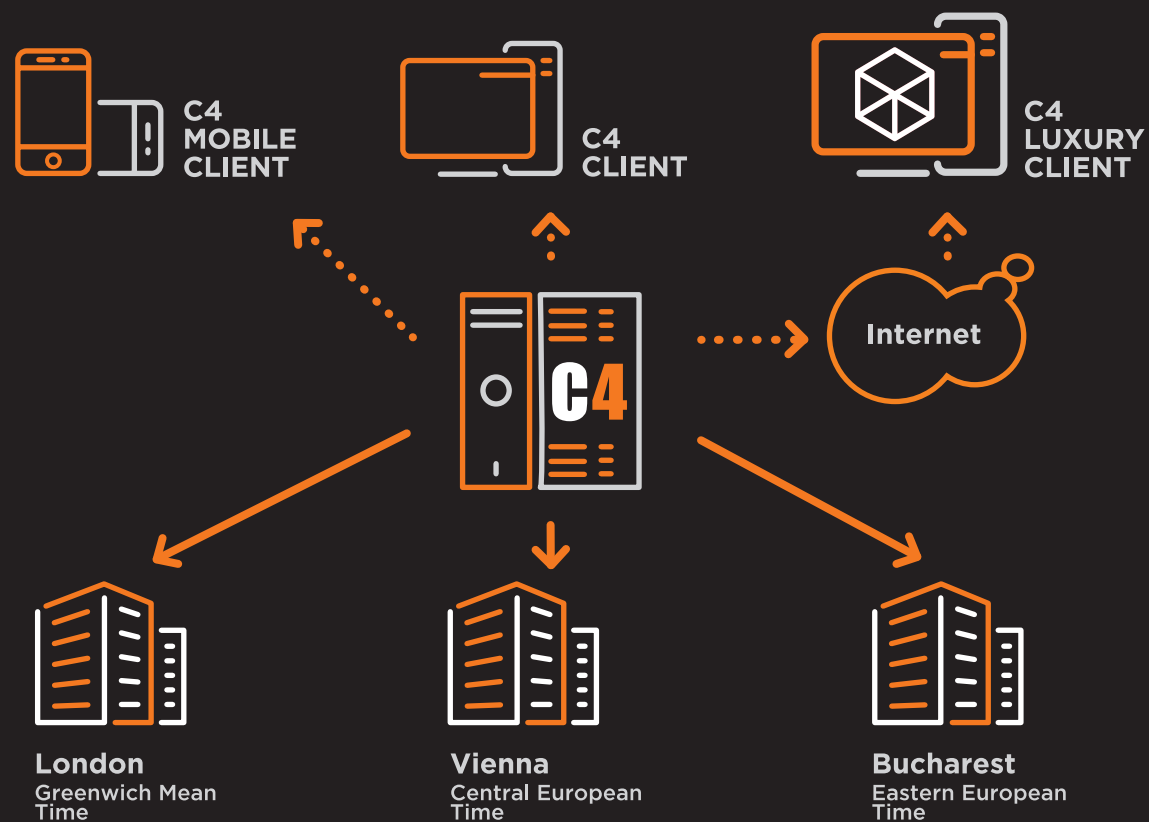 C4
MOBILE
CLIENT
C4
CLIENT
C4
LUXURY
CLIENT
Internet
C4
London
Greenwich Mean
Time
Vienna
Central European
Time
Bucharest
Eastern European
Time